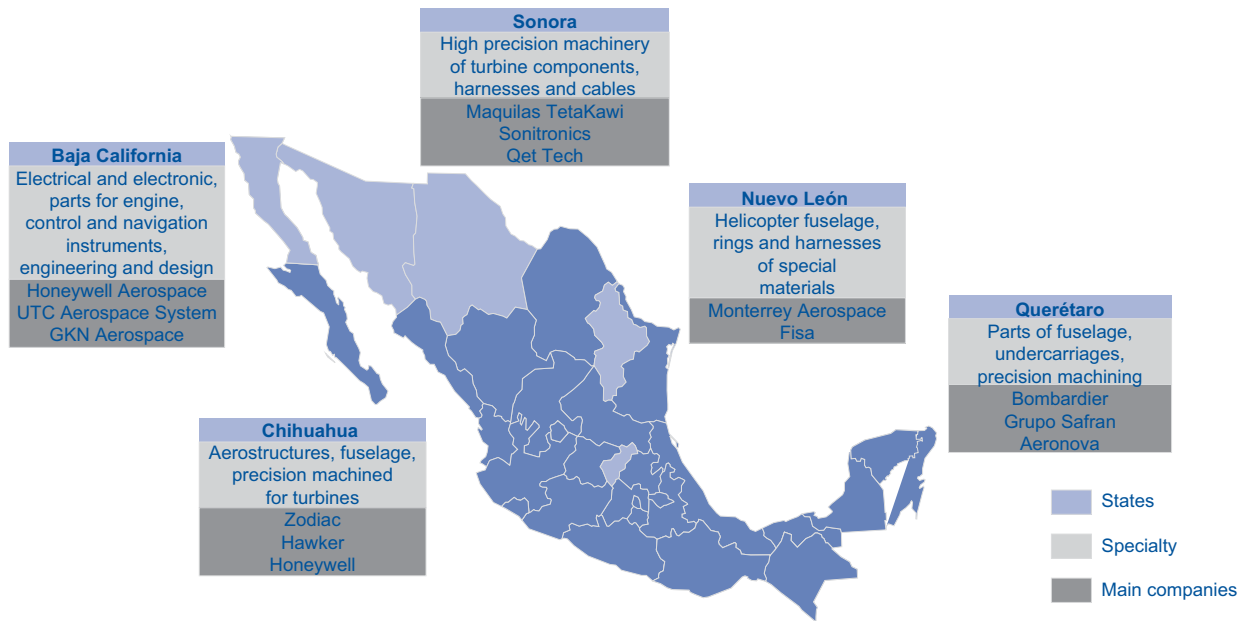 Sonora
High precision machinery
of turbine components,
harnesses and cables
Maquilas TetaKawi
Sonitronics
Qet Tech
Baja California
Electrical and electronic,
parts for engine,
control and navigation
instruments,
engineering and design
Honeywell Aerospace
UTC Aerospace System
GKN Aerospace
Nuevo León
Helicopter fuselage,
rings and harnesses
of special
materials
Monterrey Aerospace
Fisa
Querétaro
Parts of fuselage,
undercarriages,
precision machining
Bombardier
Grupo Safran
Aeronova
Chihuahua
Aerostructures, fuselage,
precision machined
for turbines
Zodiac
Hawker
Honeywell
States
Specialty
Main companies